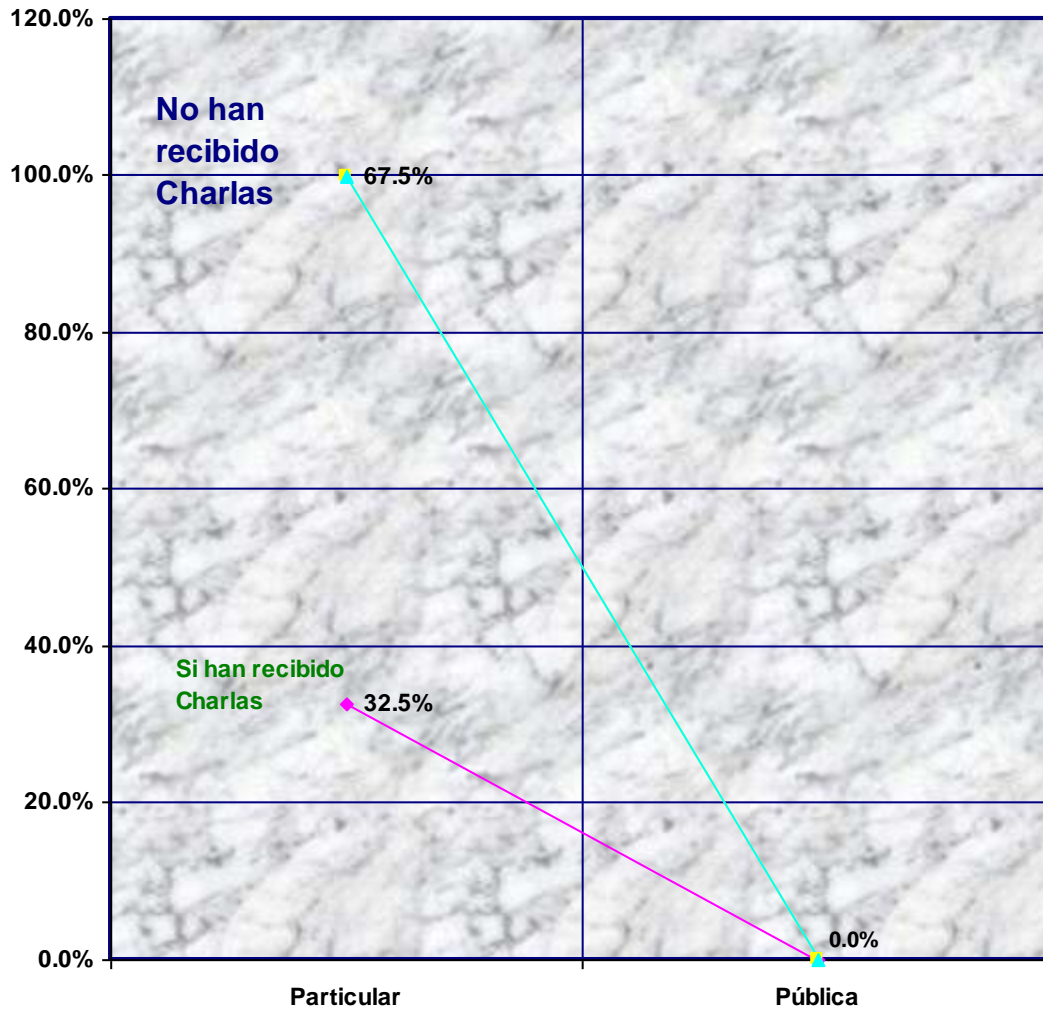 120.0%
No han
recibido
Charlas
100.0%
67.5%
80.0%
60.0%
40.0%
Si han recibido
Charlas
32.5%
20.0%
0.0%
0.0%
Particular
Pública